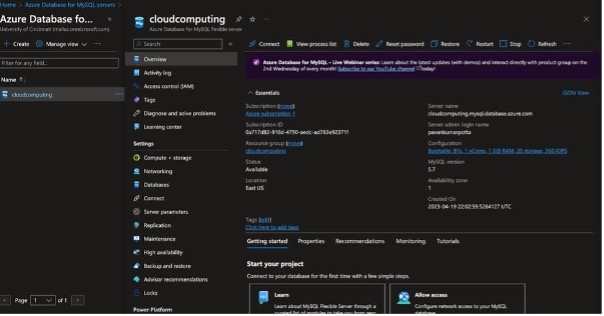 Home > Azure Database for MySQL servers >
Azure Database fo...
University of Cincinnati (mailuc.onmicrosoft.com)
+ Create
Manage view
Filter for any field...
Name
cloudcomputing
Page 1 of 1
cloudcomputing
Azure Database for MySQL flexible server
Search
Overview
Activity log
Access control (IAM)
Tags
Diagnose and solve problems
Learning center
Settings
Compute + storage
Networking
Databases
Connect
Server parameters
Replication
Maintenance
High availability
Backup and restore
Advisor recommendations
Locks
Power Platform
Connect
View process list
Delete
Reset password
Restore
Restart
Stop
Refresh
Azure Database for MySQL - Live Webinar series: Learn about the latest updates (with demos) and interact directly with product group on the
2nd Wednesday of every month! Subscribe to our YouTube channel today!
Essentials
JSON View
Subscription (move)
Azure subscription 1
Subscription ID
Resource group (move)
cloudcomputing
Status
Available
Location
East US
Server name
cloudcomputing.mysql.database.azure.com
Server admin login name
Configuration
Burstable, B1s, 1 vCores, 1 GiB RAM, 20 storage, 360 IOPS
MySQL version
5.7
Availability zone
1
Created On
2023-04-19 22:02:59.5284127 UTC
Tags (edit)
Click here to add tags
Getting started
Properties
Recommendations
Monitoring
Tutorials
Start your project
Connect to your database for the first time with a few simple steps.
Learn
Learn about MySQL Flexible Server through a
curated list of modules to take you from zero
Allow access
Configure network access to your MySQL
database.